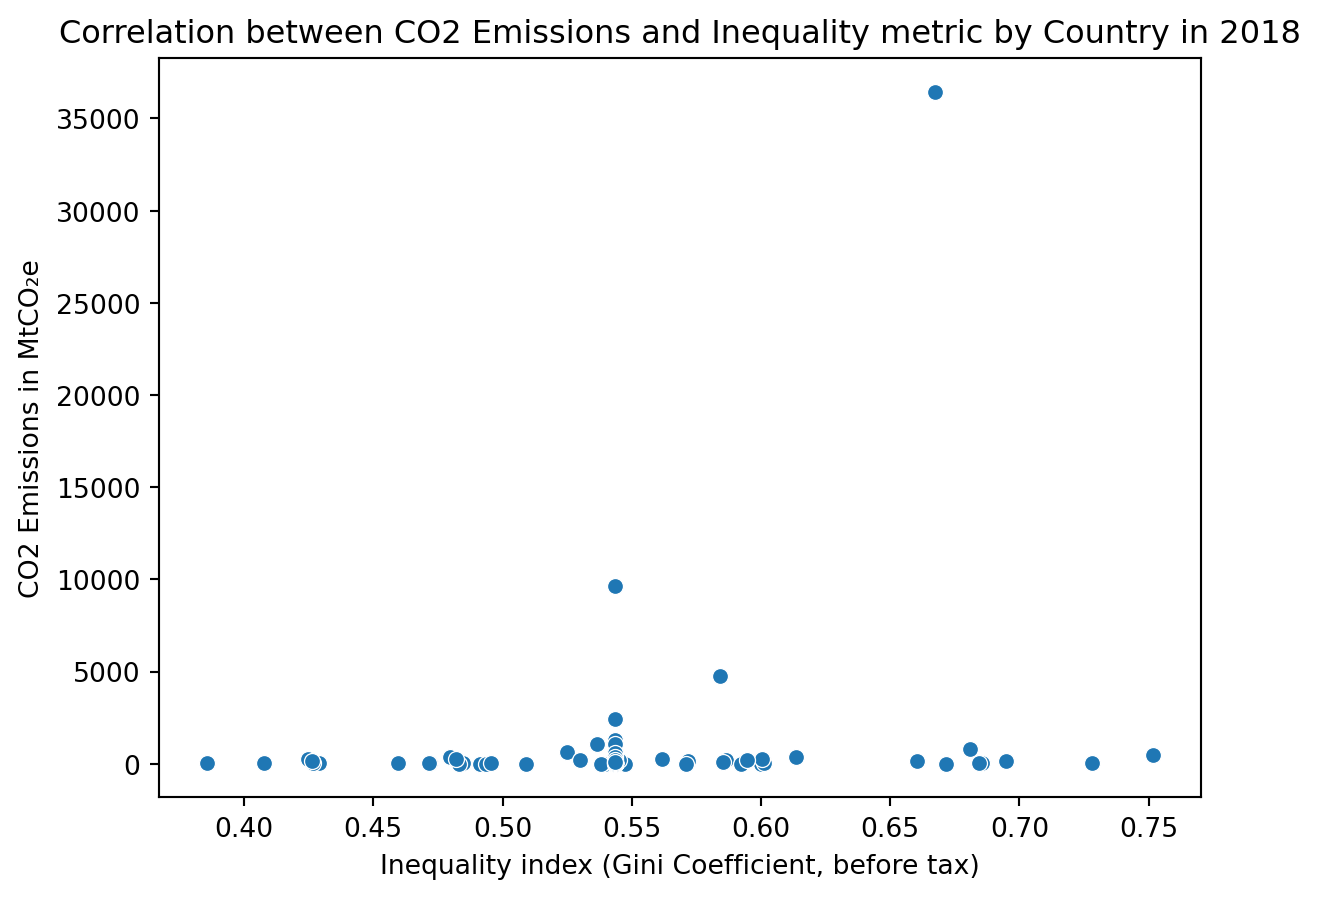 Correlation between CO2 Emissions and Inequality metric by Country in 2018
CO2 Emissions in MtCO₂e
35000
30000
25000
20000
15000
10000
5000
0
0.40 0.45 0.50 0.55 0.60 0.65 0.70 0.75
Inequality index (Gini Coefficient, before tax)